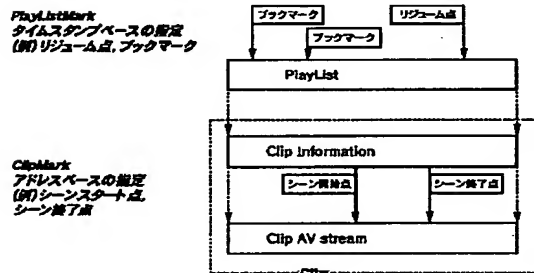 PlayListMark
タイムスタンプベースの指定
(例)リジューム点,ブックマーク
ブックマーク
ブックマーク
リジューム点
PlayList
ClipMark
アドレスベースの指定
(例)シーンスタート点,
シーン終了点
Clip Information
シーン開始点
シーン終了点
Clip AV stream
Clip